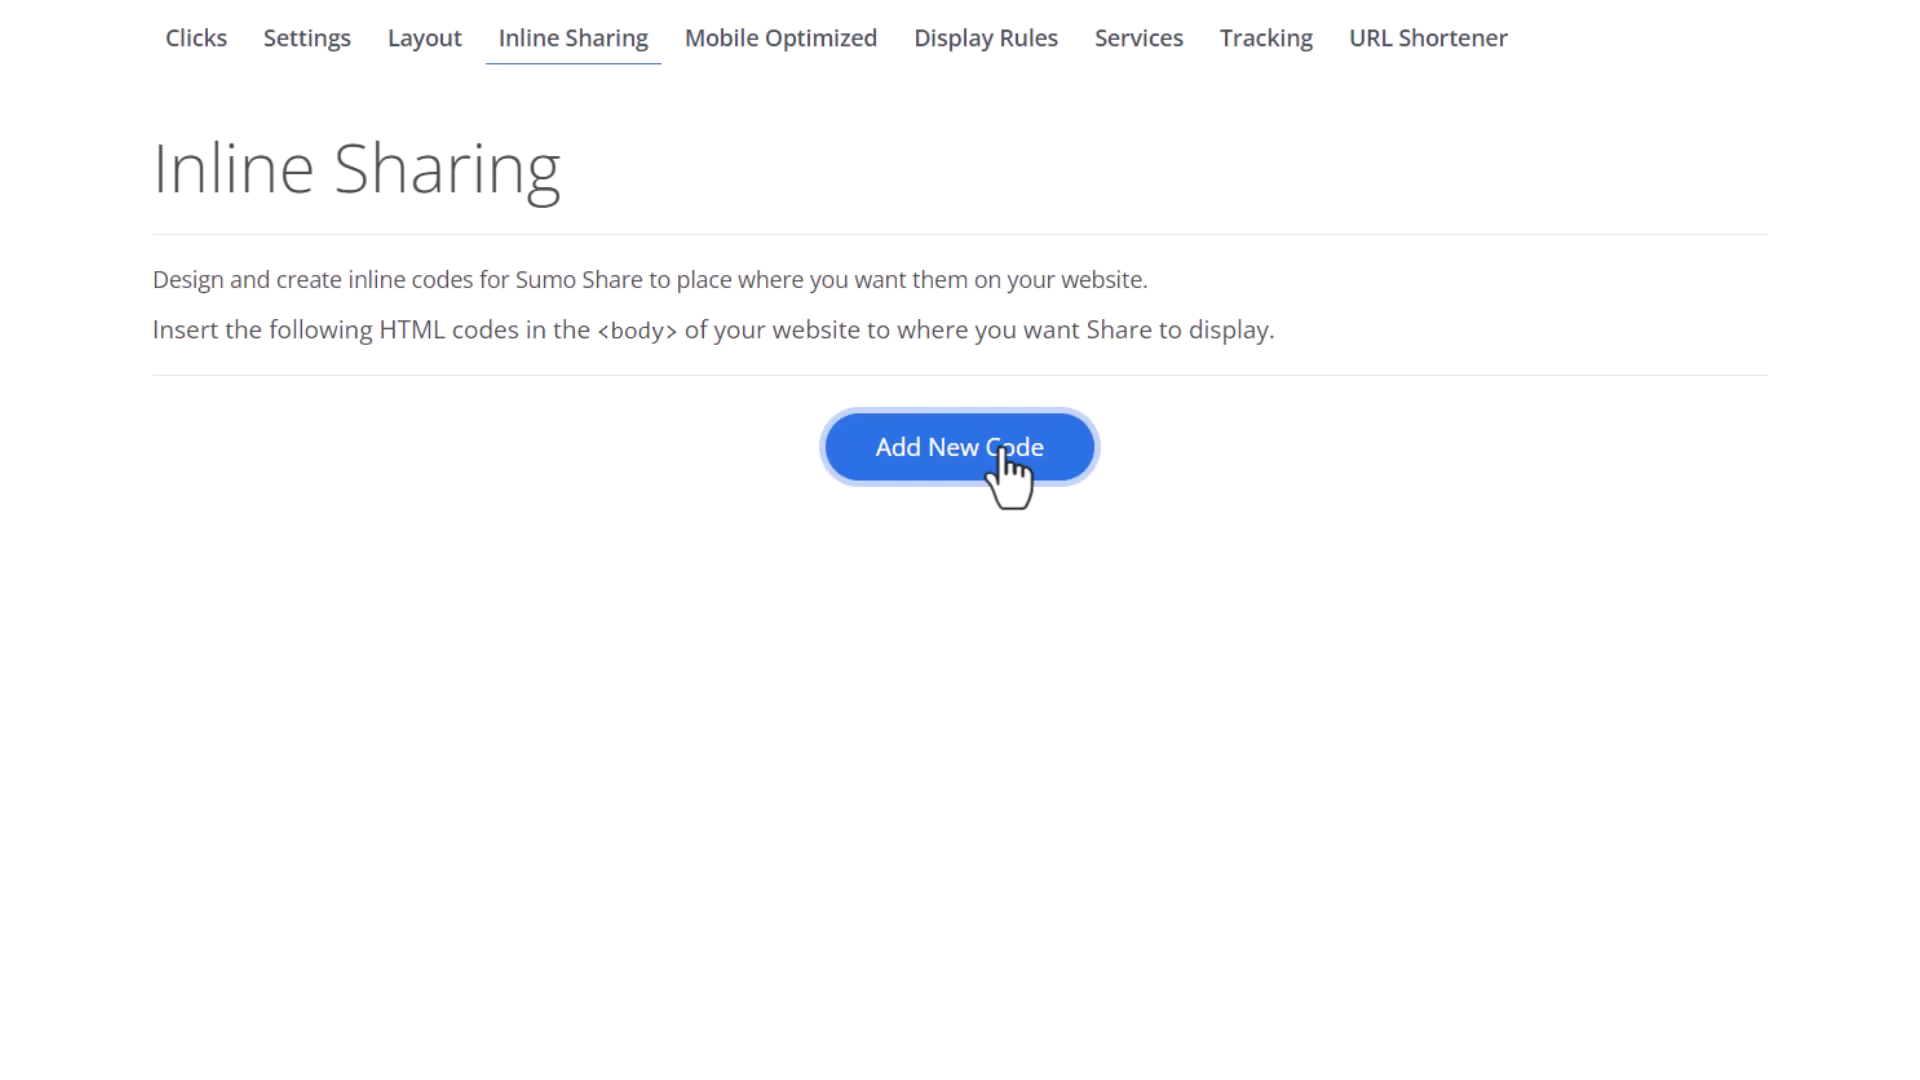 Clicks Settings Layout Inline Sharing Mobile Optimized Display Rules Services Tracking URL Shortener
Inline Sharing
Design and create inline codes for Sumo Share to place where you want them on your website.
Insert the following HTML codes in the <body> of your website to where you want Share to display.
Add New Code